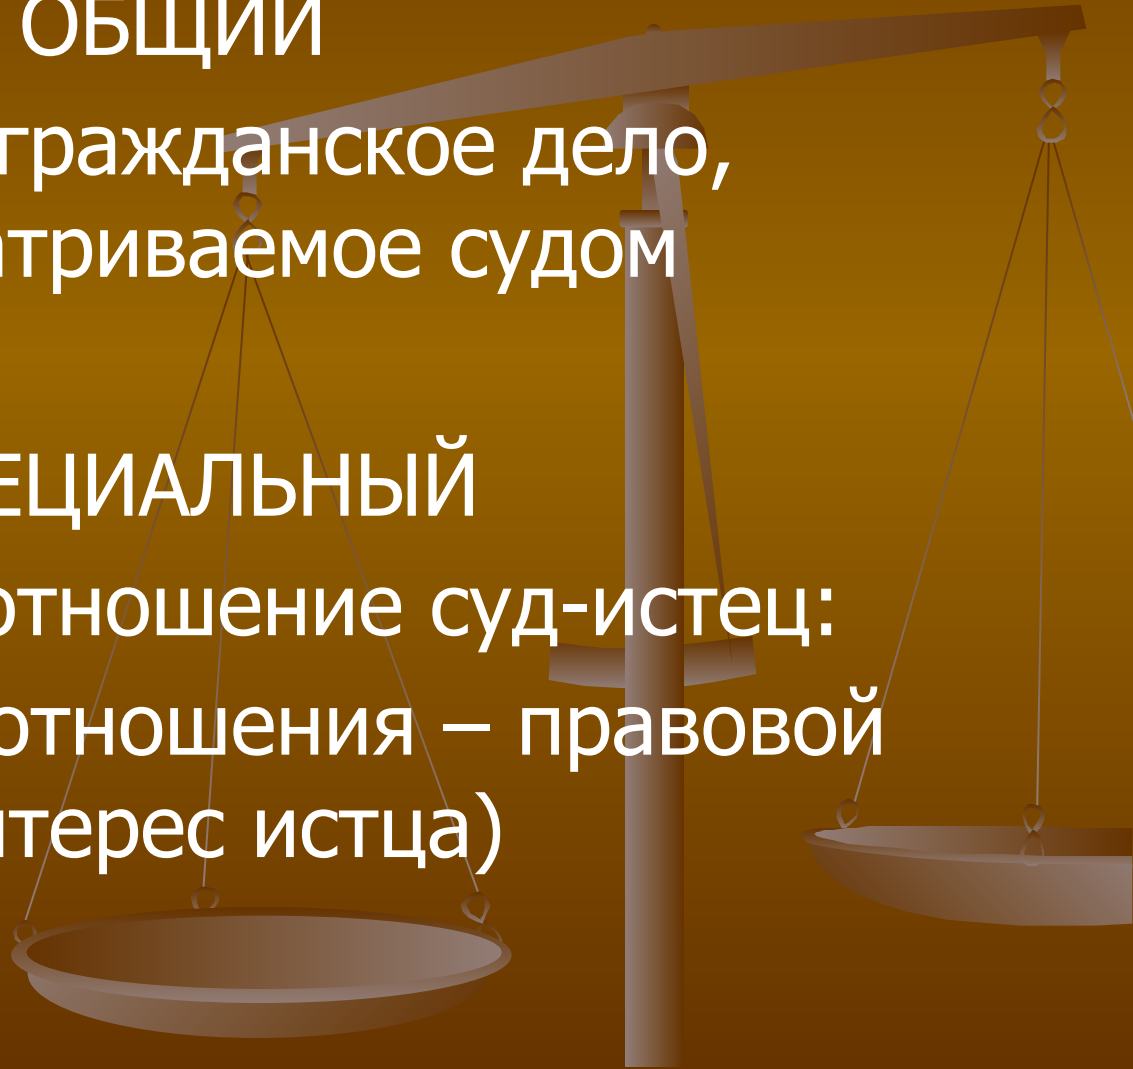 ОБЩИЙ
гражданское дело,
атриваемое судом
ЕЦИАЛЬНЫЙ
отношение суд-истец:
отношения – правовой
нтерес истца)